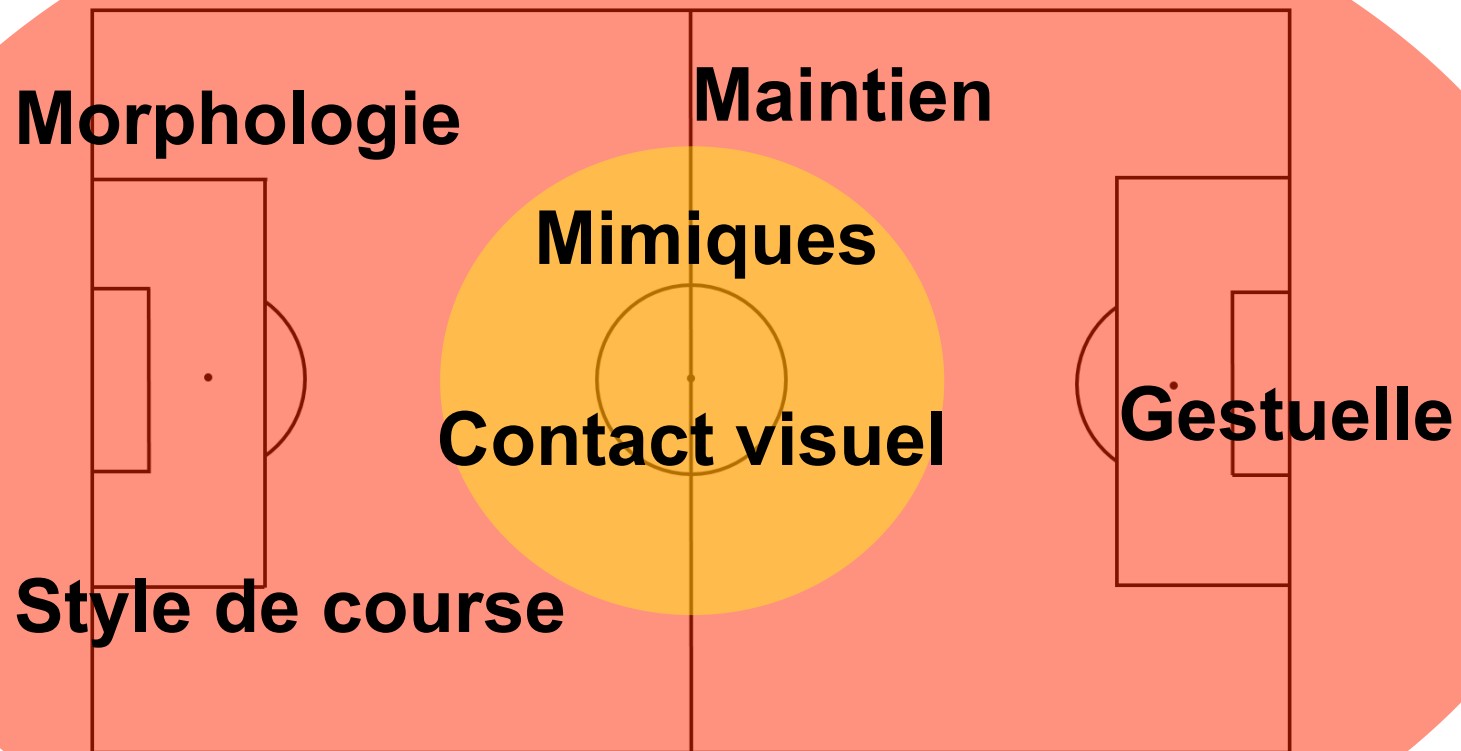 Morphologie
Maintien
Mimiques
Contact visuel
Gestuelle
Style de course